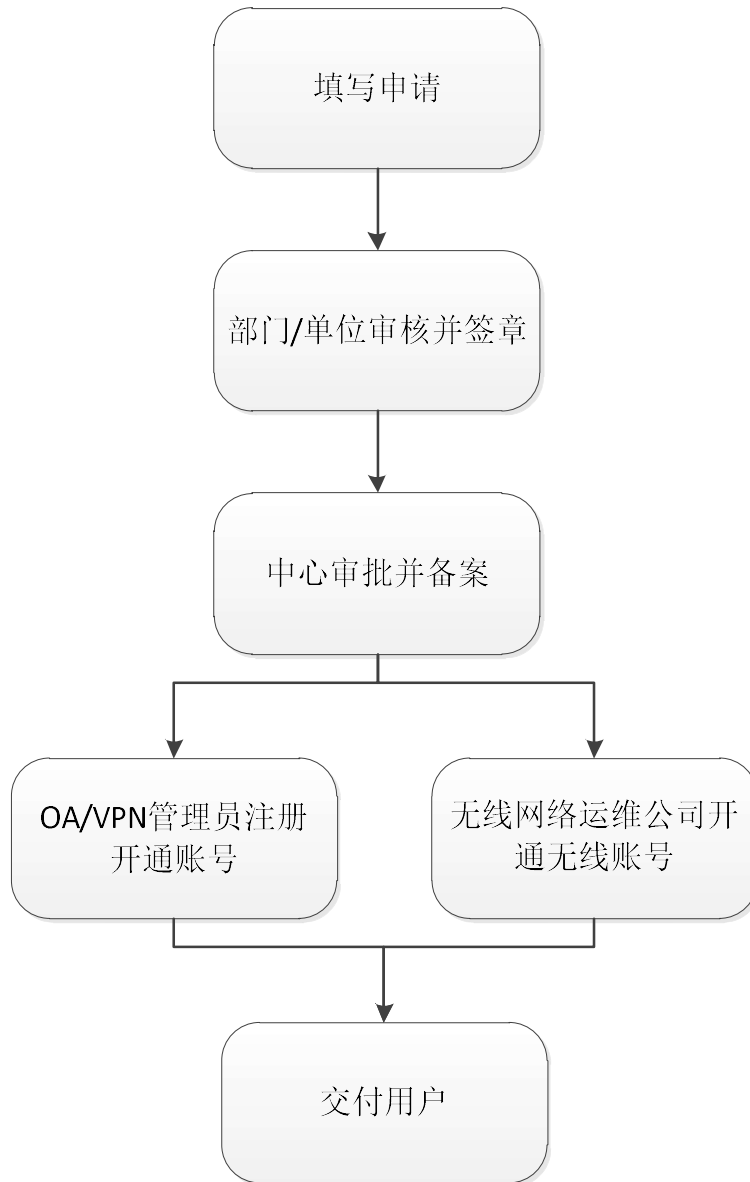 填写申请
部门/单位审核并签章
中心审批并备案
OA/VPN管理员注册
开通账号
无线网络运维公司开
通无线账号
交付用户